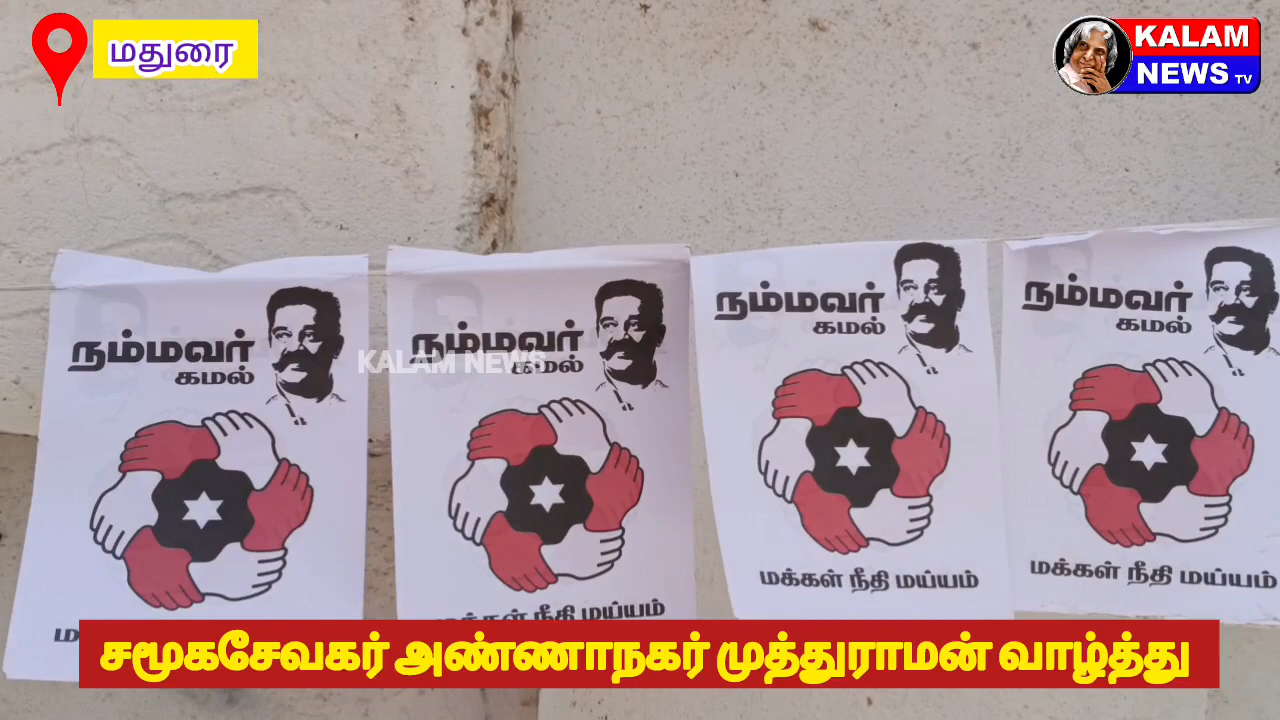 மதுரை
KALAM
NEWS TV
நம்மவர்
கமல்
நம்மவர்
கமல்
நம்மவர்
கமல்
நம்மவர்
கமல்
KALAM NEWS
மக்கள் நீதி மய்யம்
மக்கள் நீதி மய்யம்
மக்கள் நீதி மய்யம்
சமூகசேவகர் அண்ணாநகர் முத்துராமன் வாழ்த்து